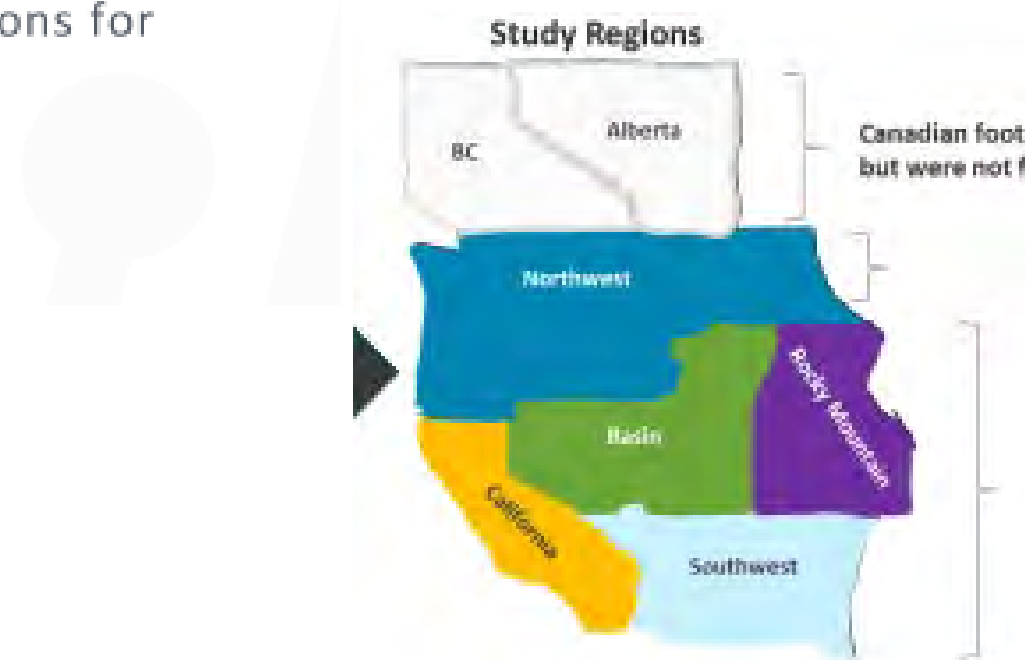 ons for
Study Regions
Alberta
BC
Canadian foot
but were not f
Northwest
Rocky Mountain
Basin
California
Southwest